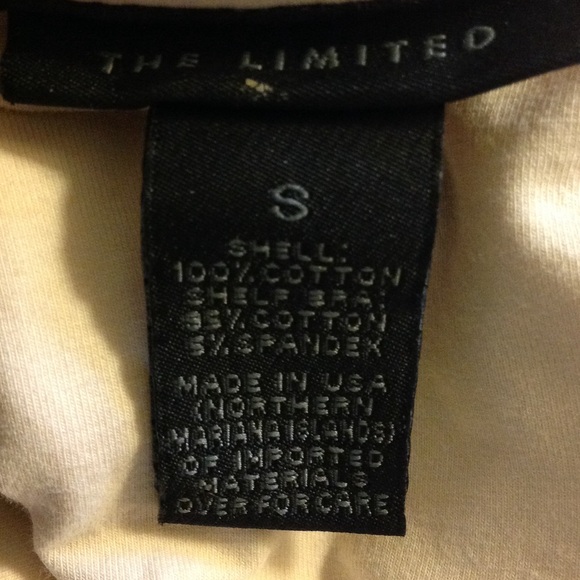 THE LIMITED
S
SHELL:
100% COTTON
SHELF BRA:
95% COTTON
5% SPANDEX
MADE IN USA
(NORTHERN
MARIANA ISLANDS)
OF IMPORTED
MATERIALS
OVER FOR CARE